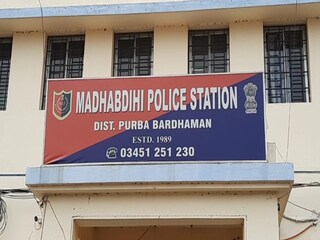 MADHABDIHI POLICE STATION
DIST. PURBA BARDHAMAN
ESTD. 1989
☎ 03451 251 230